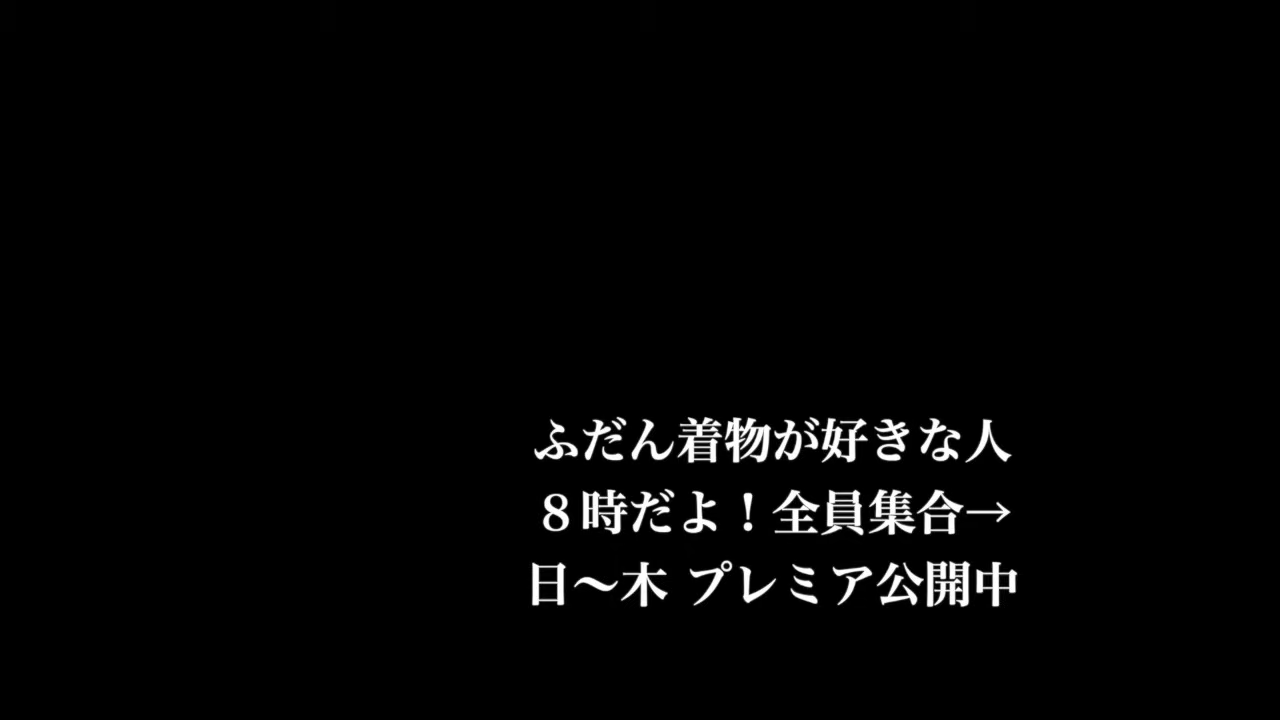 ふだん着物が好きな人
８時だよ！全員集合→
日〜木 プレミア公開中